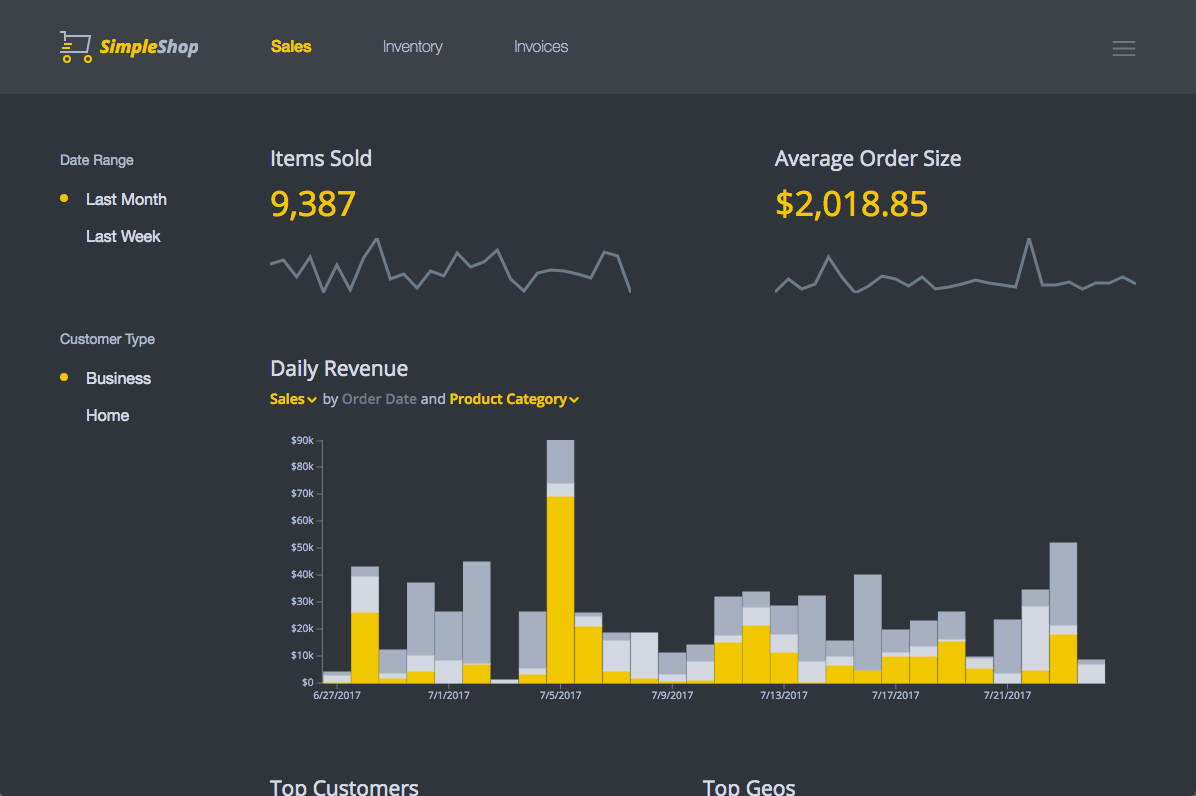 SimpleShop
Sales
Inventory
Invoices
Date Range
Last Month
Last Week
Customer Type
Business
Home
Items Sold
9,387
Average Order Size
$2,018.85
Daily Revenue
Sales by Order Date and Product Category
$90k
$80k
$70k
$60k
$50k
$40k
$30k
$20k
$10k
$0
6/27/2017 7/1/2017 7/5/2017 7/9/2017 7/13/2017 7/17/2017 7/21/2017
Top Customers
Top Geos